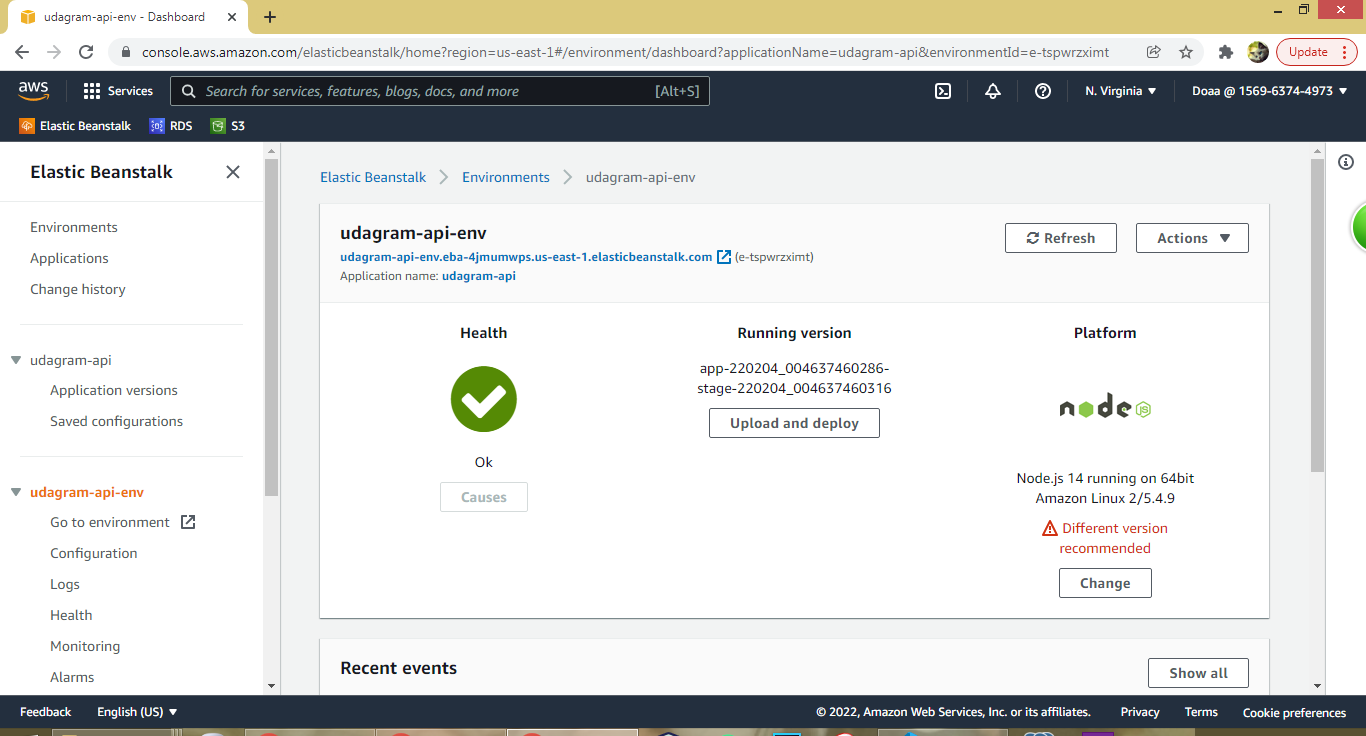 udagram-api-env - Dashboard
console.aws.amazon.com/elasticbeanstalk/home?region=us-east-1#/environment/dashboard?applicationName=udagram-api&environmentId=e-tspwrzximt
Update
aws
Services
Search for services, features, blogs, docs, and more
[Alt+S]
N. Virginia
Doaa @ 1569-6374-4973
Elastic Beanstalk
RDS
S3
Elastic Beanstalk
Environments
Applications
Change history
udagram-api
Application versions
Saved configurations
udagram-api-env
Go to environment
Configuration
Logs
Health
Monitoring
Alarms
Elastic Beanstalk
Environments
udagram-api-env
udagram-api-env
udagram-api-env.eba-4jmumwps.us-east-1.elasticbeanstalk.com (e-tspwrzximt)
Application name: udagram-api
Refresh
Actions
Health
Ok
Causes
Running version
app-220204_004637460286-
stage-220204_004637460316
Upload and deploy
Platform
node
JS
Node.js 14 running on 64bit
Amazon Linux 2/5.4.9
Different version
recommended
Change
Recent events
Show all
Feedback
English (US)
© 2022, Amazon Web Services, Inc. or its affiliates.
Privacy
Terms
Cookie preferences